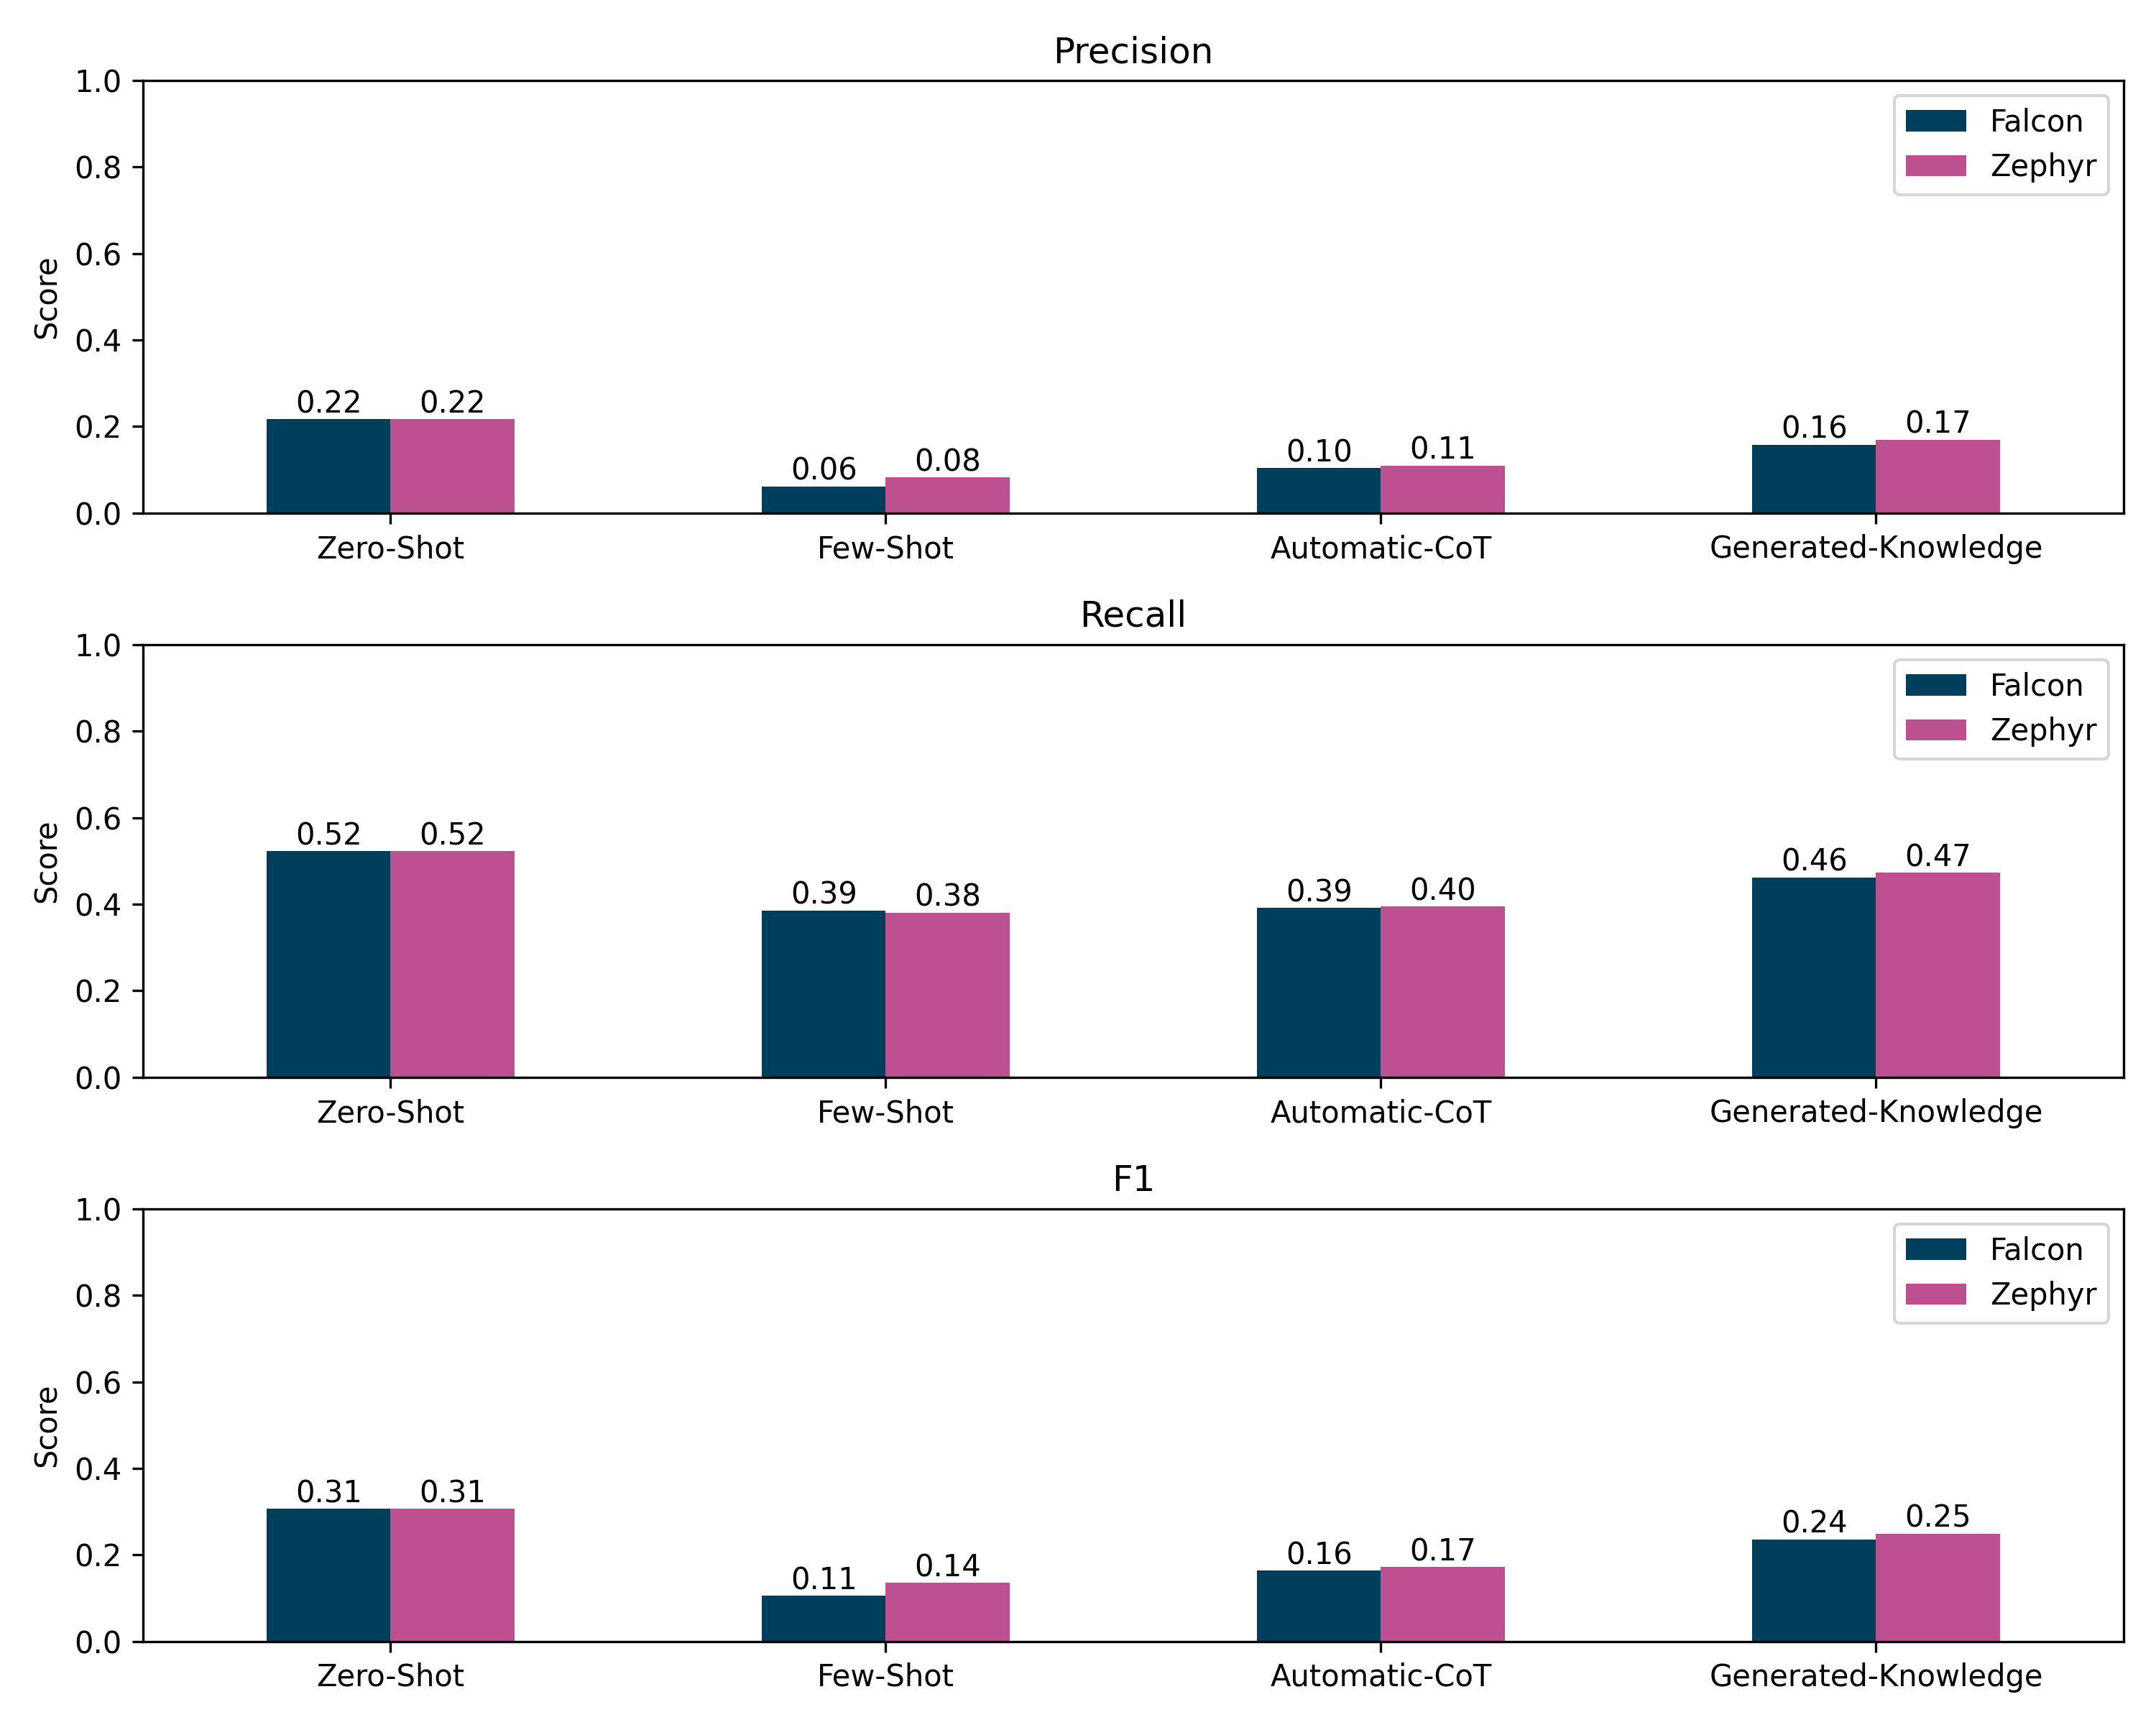 Precision
1.0
0.8
0.6
0.4
0.2
0.0
Score
Falcon
Zephyr
0.22 0.22 0.06 0.08 0.10 0.11 0.16 0.17
Zero-Shot Few-Shot Automatic-CoT Generated-Knowledge
Recall
1.0
0.8
0.6
0.4
0.2
0.0
Score
Falcon
Zephyr
0.52 0.52 0.39 0.38 0.39 0.40 0.46 0.47
Zero-Shot Few-Shot Automatic-CoT Generated-Knowledge
F1
1.0
0.8
0.6
0.4
0.2
0.0
Score
Falcon
Zephyr
0.31 0.31 0.11 0.14 0.16 0.17 0.24 0.25
Zero-Shot Few-Shot Automatic-CoT Generated-Knowledge